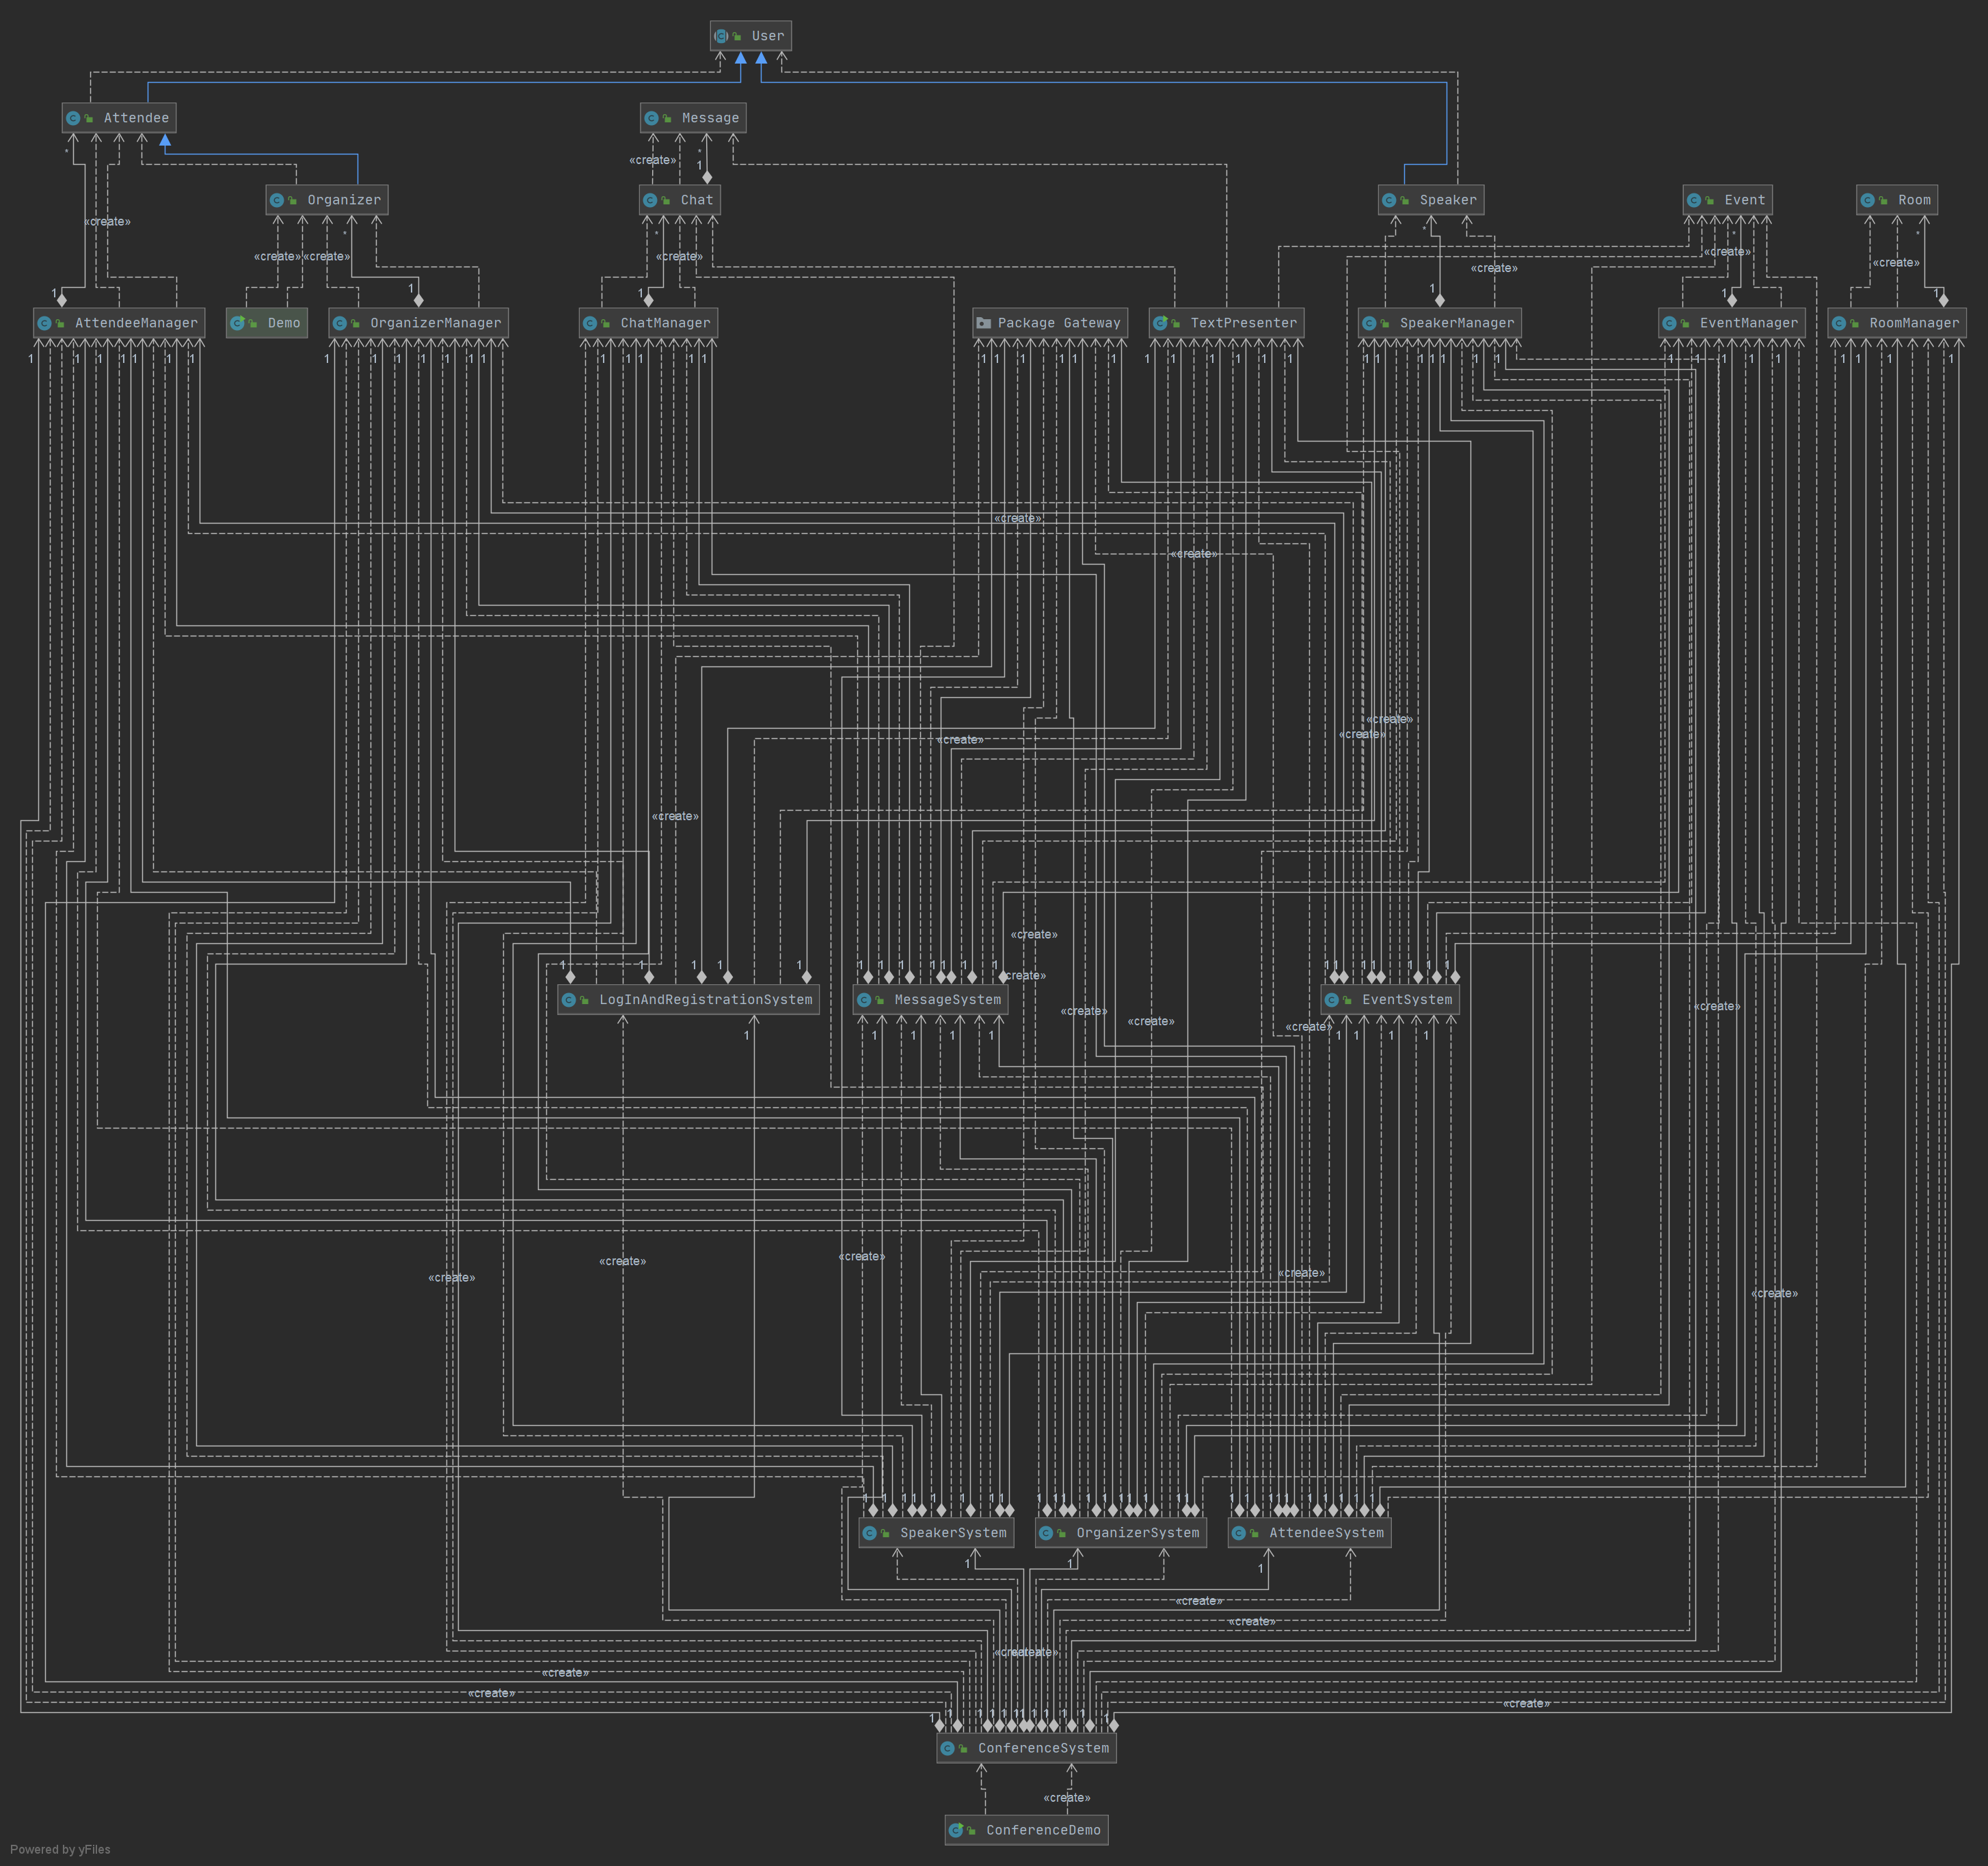 User
Attendee
Message
«create»
Organizer
Chat
Speaker
Event
Room
«create»
«create» «create»
«create»
«create»
«create»
«create»
AttendeeManager
Demo
OrganizerManager
ChatManager
Package Gateway
TextPresenter
SpeakerManager
EventManager
RoomManager
«create»
«create»
«create»
«create»
«create»
«create»
«create»
«create»
LogInAndRegistrationSystem
MessageSystem
EventSystem
«create»
«create»
«create»
«create»
«create»
«create»
«create»
«create»
«create»
SpeakerSystem
OrganizerSystem
AttendeeSystem
«create»
«create»
«create»
«create»
«create»
ConferenceSystem
«create»
ConferenceDemo
Powered by yFiles